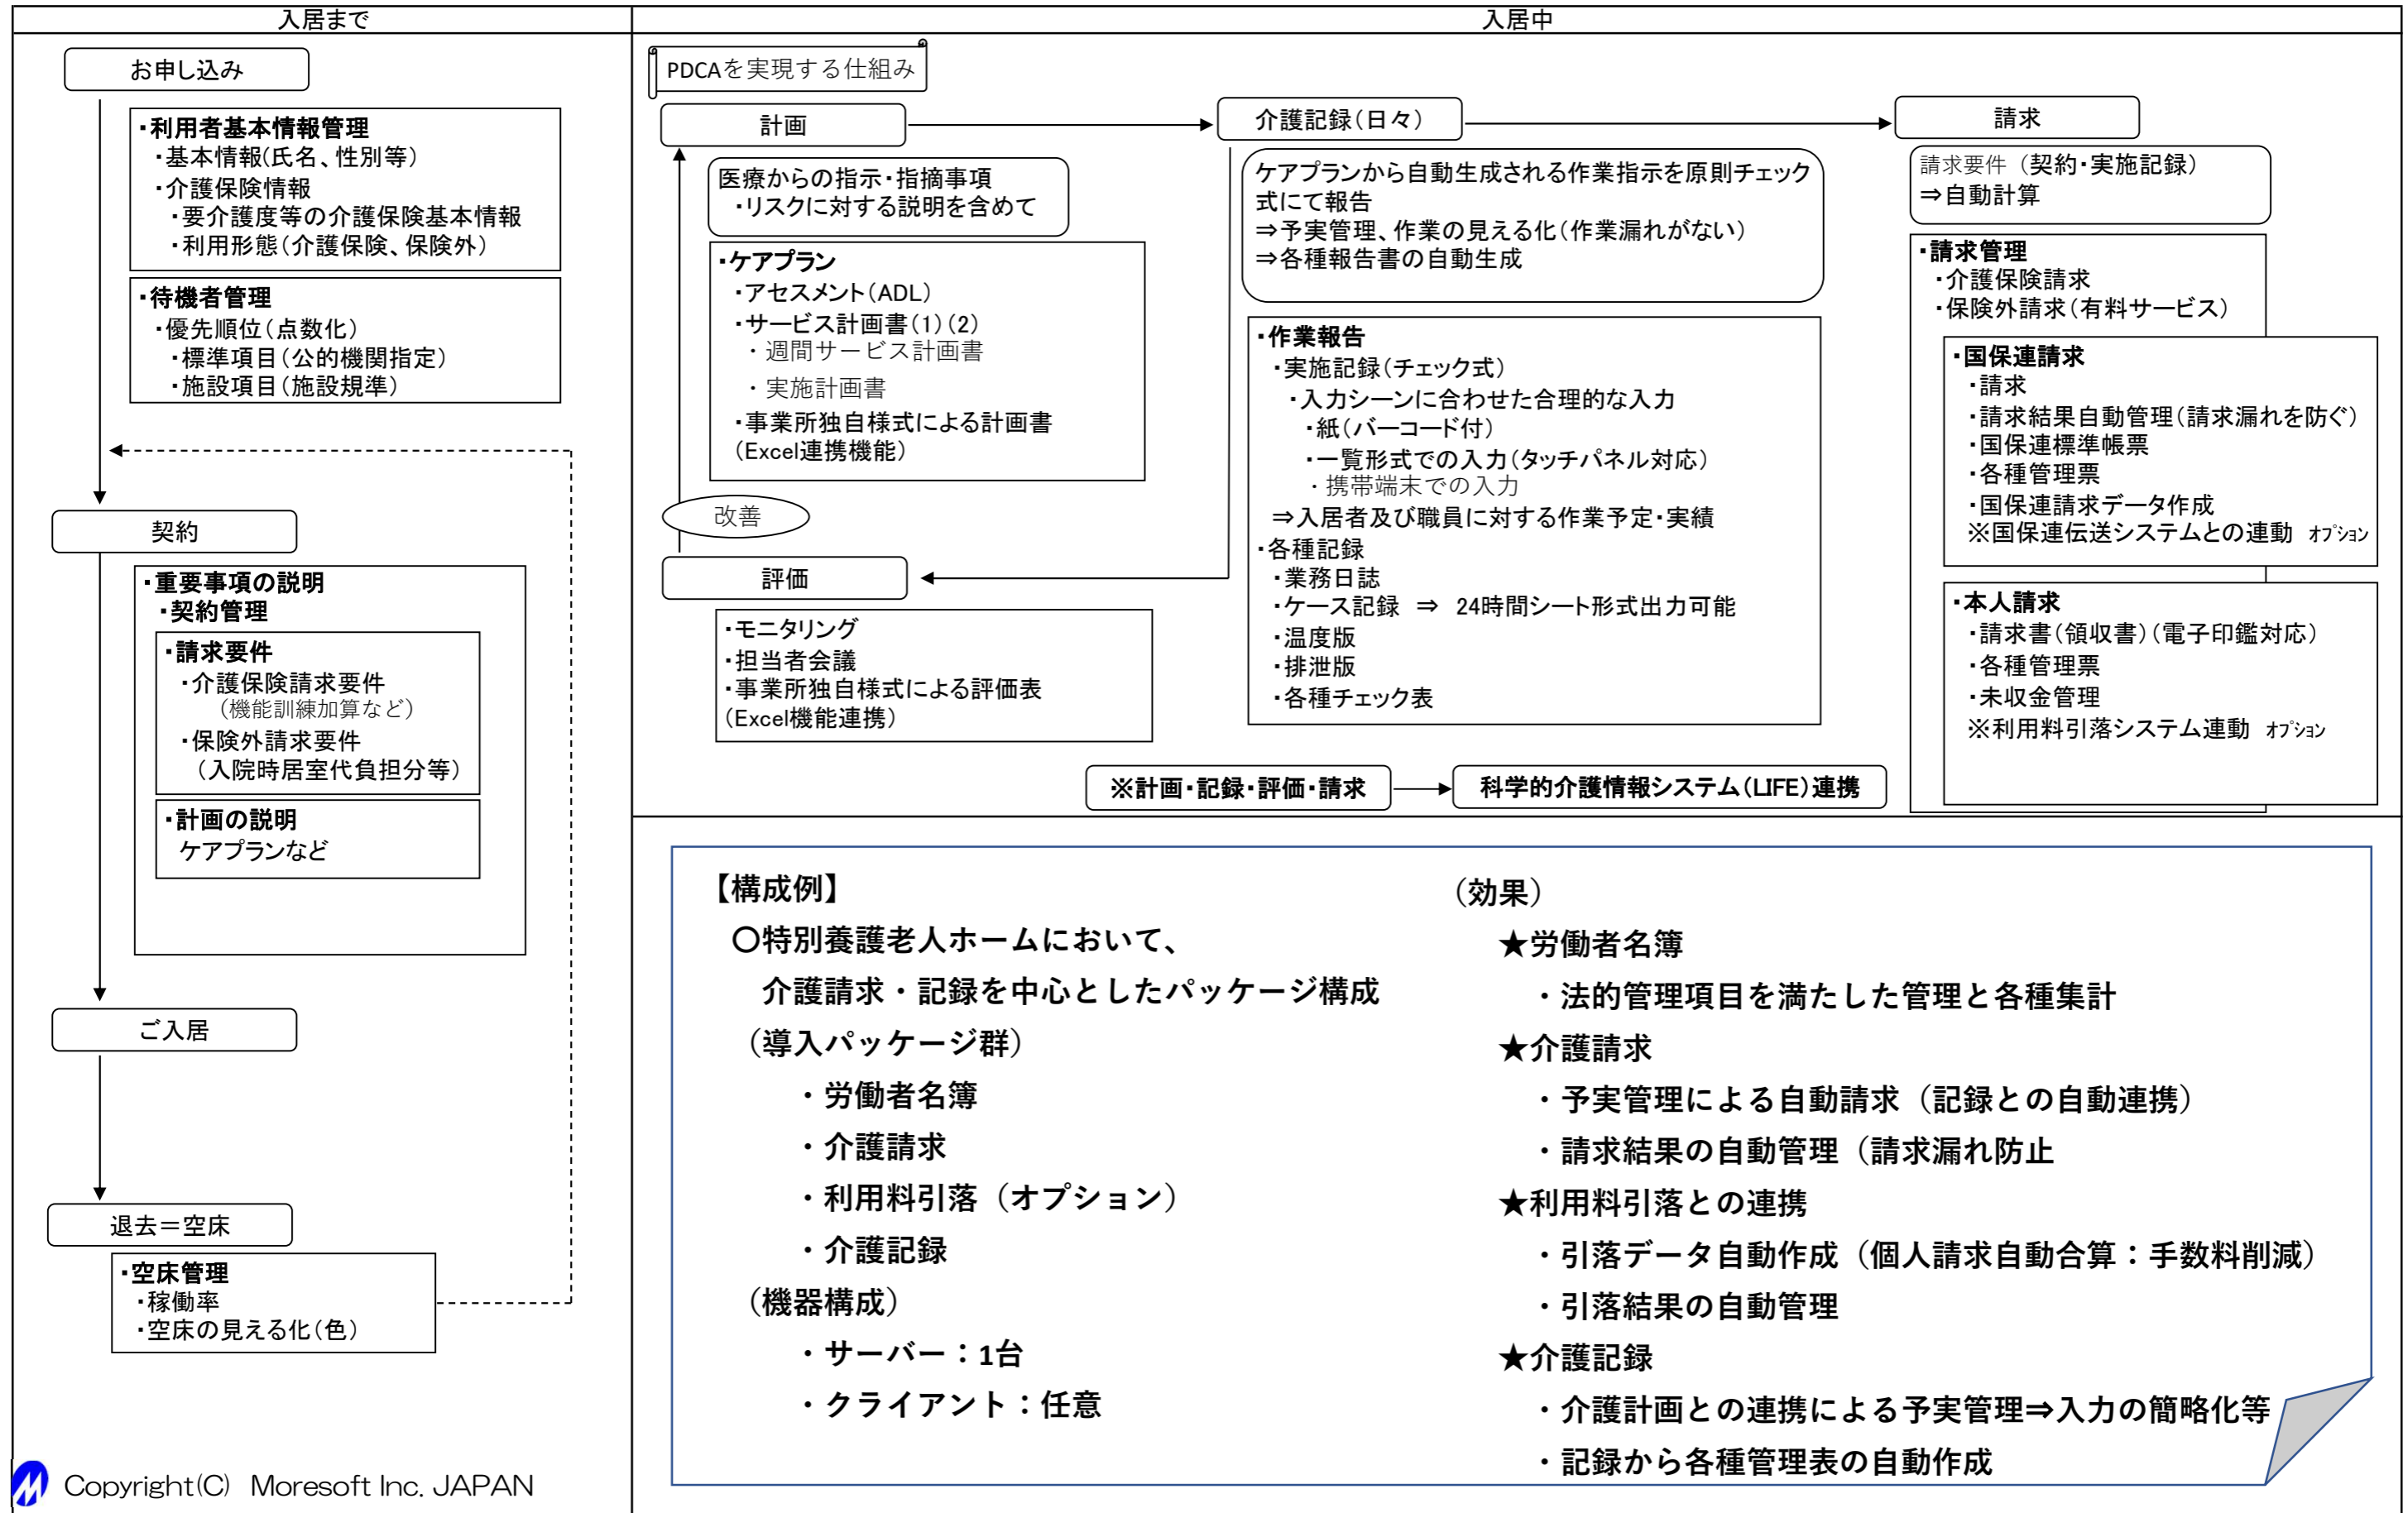 入居まで
お申し込み
・利用者基本情報管理
・基本情報(氏名、性別等)
・介護保険情報
・要介護度等の介護保険基本情報
・利用形態(介護保険、保険外)
・待機者管理
・優先順位(点数化)
・標準項目(公的機関指定)
・施設項目(施設規準)
契約
・重要事項の説明
・契約管理
・請求要件
・介護保険請求要件
(機能訓練加算など)
・保険外請求要件
(入院時居室代負担分等)
・計画の説明
ケアプランなど
ご入居
退去=空床
・空床管理
・稼働率
・空床の見える化(色)
Copyright(C) Moresoft Inc. JAPAN
入居中
PDCAを実現する仕組み
計画
医療からの指示・指摘事項
・リスクに対する説明を含めて
・ケアプラン
・アセスメント(ADL)
・サービス計画書(1)(2)
・週間サービス計画書
・実施計画書
・事業所独自様式による計画書
(Excel連携機能)
改善
評価
・モニタリング
・担当者会議
・事業所独自様式による評価表
(Excel機能連携)
介護記録(日々)
ケアプランから自動生成される作業指示を原則チェック
式にて報告
⇒予実管理、作業の見える化(作業漏れがない)
⇒各種報告書の自動生成
・作業報告
・実施記録(チェック式)
・入力シーンに合わせた合理的な入力
・紙(バーコード付)
・一覧形式での入力(タッチパネル対応)
・携帯端末での入力
⇒入居者及び職員に対する作業予定・実績
・各種記録
・業務日誌
・ケース記録 ⇒ 24時間シート形式出力可能
・温度版
・排泄版
・各種チェック表
請求
請求要件(契約・実施記録)
⇒自動計算
・請求管理
・介護保険請求
・保険外請求(有料サービス)
・国保連請求
・請求
・請求結果自動管理(請求漏れを防ぐ)
・国保連標準帳票
・各種管理票
・国保連請求データ作成
※国保連伝送システムとの連動 オプション
・本人請求
・請求書(領収書)(電子印鑑対応)
・各種管理票
・未収金管理
※利用料引落システム連動 オプション
※計画・記録・評価・請求
科学的介護情報システム(LIFE)連携
【構成例】
〇特別養護老人ホームにおいて、
介護請求・記録を中心としたパッケージ構成
(導入パッケージ群)
・労働者名簿
・介護請求
・利用料引落(オプション)
・介護記録
(機器構成)
・サーバー:1台
・クライアント:任意
(効果)
★労働者名簿
・法的管理項目を満たした管理と各種集計
★介護請求
・予実管理による自動請求(記録との自動連携)
・請求結果の自動管理(請求漏れ防止
★利用料引落との連携
・引落データ自動作成(個人請求自動合算:手数料削減)
・引落結果の自動管理
★介護記録
・介護計画との連携による予実管理⇒入力の簡略化等
・記録から各種管理表の自動作成